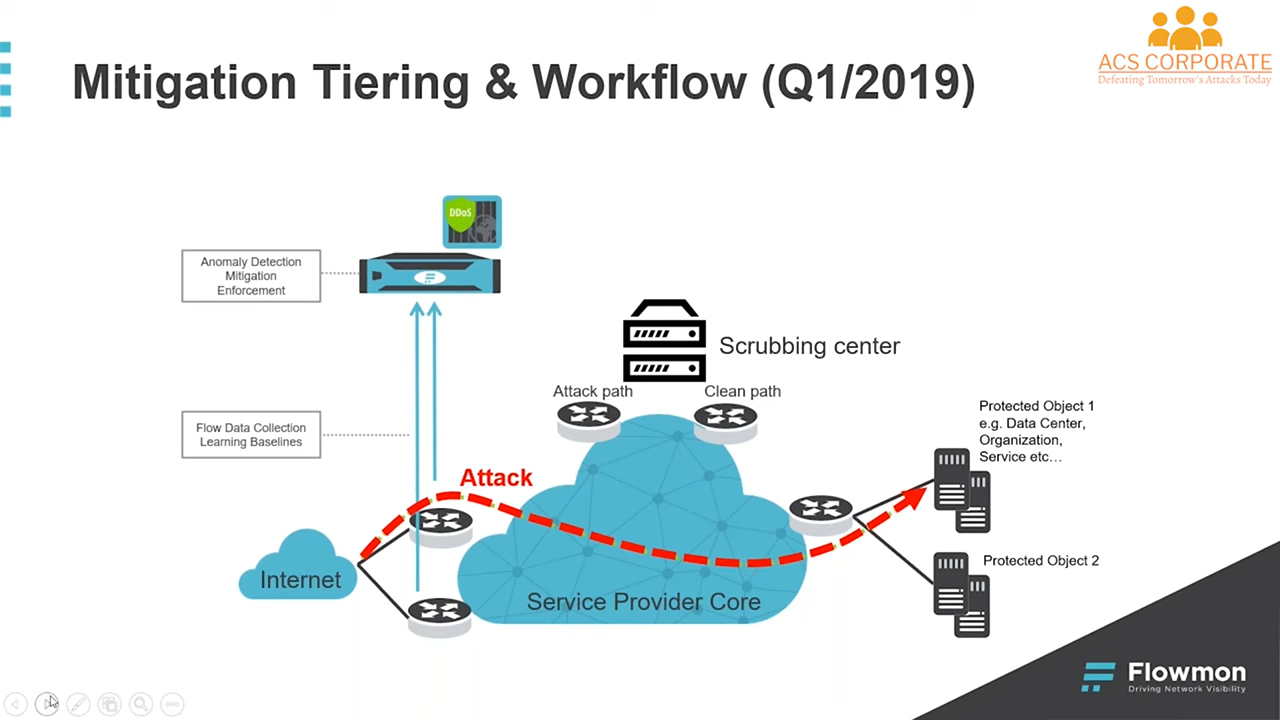 Mitigation Tiering & Workflow (Q1/2019)
ACS CORPORATE
Defeating Tomorrow's Attacks Today
DDoS
Anomaly Detection
Mitigation
Enforcement
Scrubbing center
Attack path
Clean path
Flow Data Collection
Learning Baselines
Protected Object 1
e.g. Data Center,
Organization,
Service etc…
Attack
Internet
Service Provider Core
Protected Object 2
Flowmon
Driving Network Visibility